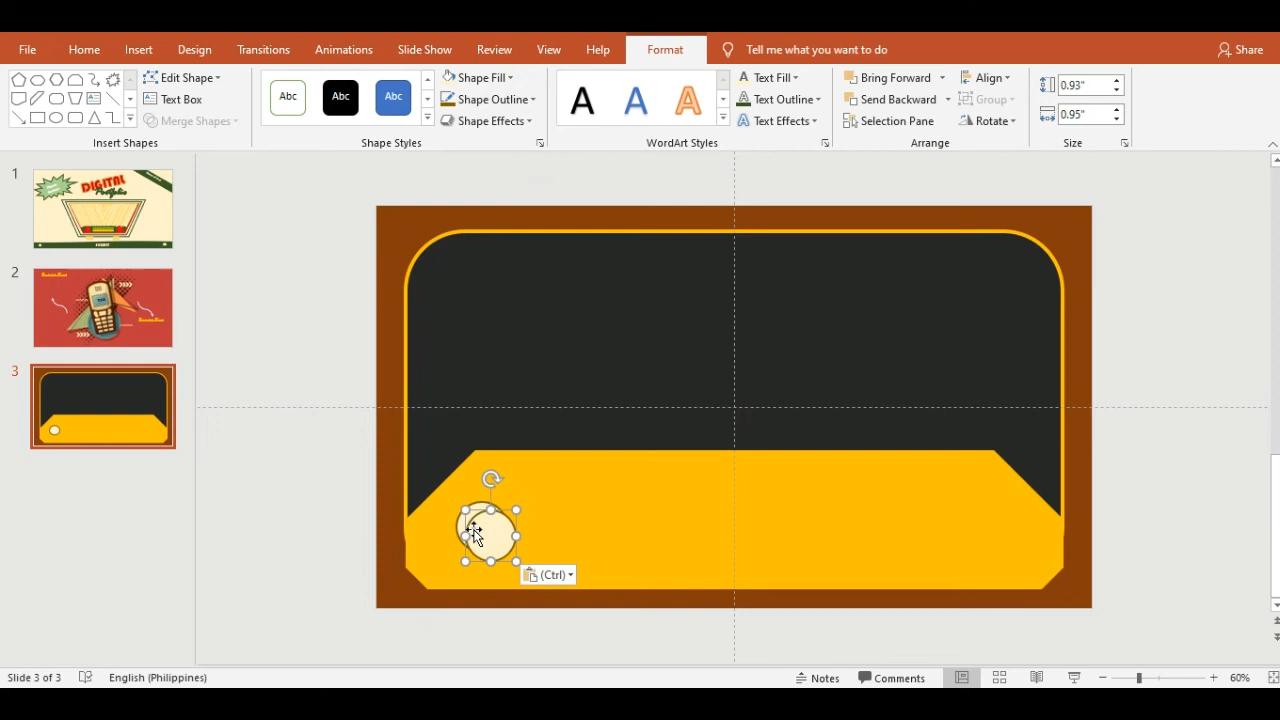 File Home Insert Design Transitions Animations Slide Show Review View Help Format Tell me what you want to do Share
Edit Shape
Text Box
Merge Shapes
Insert Shapes
Abc Abc Abc
Shape Fill
Shape Outline
Shape Effects
Shape Styles
A A A
Text Fill
Text Outline
Text Effects
WordArt Styles
Bring Forward
Send Backward
Selection Pane
Align
Group
Rotate
Arrange
0.93"
0.95"
Size
1
DIGITAL
Portfolio
2
3
(Ctrl)
Slide 3 of 3 English (Philippines) Notes Comments 60%